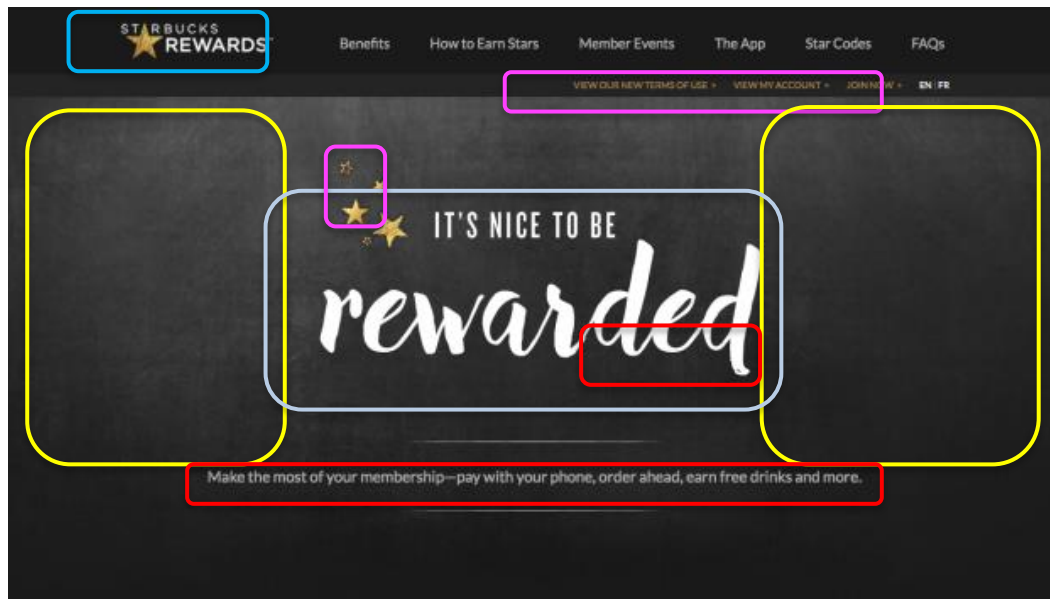 STARBUCKS
REWARDS™
Benefits How to Earn Stars Member Events The App Star Codes FAQs
VIEW OUR NEW TERMS OF USE » VIEW MY ACCOUNT » JOIN NOW » EN | FR
IT'S NICE TO BE
rewarded
Make the most of your membership—pay with your phone, order ahead, earn free drinks and more.